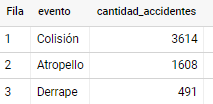 Fila evento cantidad_accidentes
1 Colisión 3614
2 Atropello 1608
3 Derrape 491